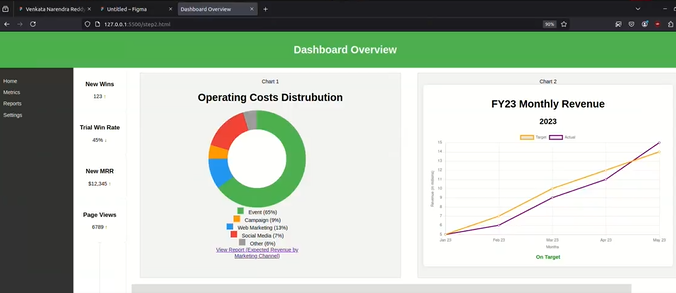 Venkata Narendra Reddy
Untitled – Figma
Dashboard Overview
127.0.0.1:5500/step2.html
90%
Dashboard Overview
Home
Metrics
Reports
Settings
New Wins
123 ↑
Trial Win Rate
45% ↓
New MRR
$12,345 ↑
Page Views
6789 ↑
Chart 1
Operating Costs Distrubution
Event (65%)
Campaign (9%)
Web Marketing (13%)
Social Media (7%)
Other (6%)
View Report (Expected Revenue by
Marketing Channel)
Chart 2
FY23 Monthly Revenue
2023
Target
Actual
Revenue (in millions)
15
14
13
12
11
10
9
8
7
6
5
Jan 23
Feb 23
Mar 23
Apr 23
May 23
Months
On Target